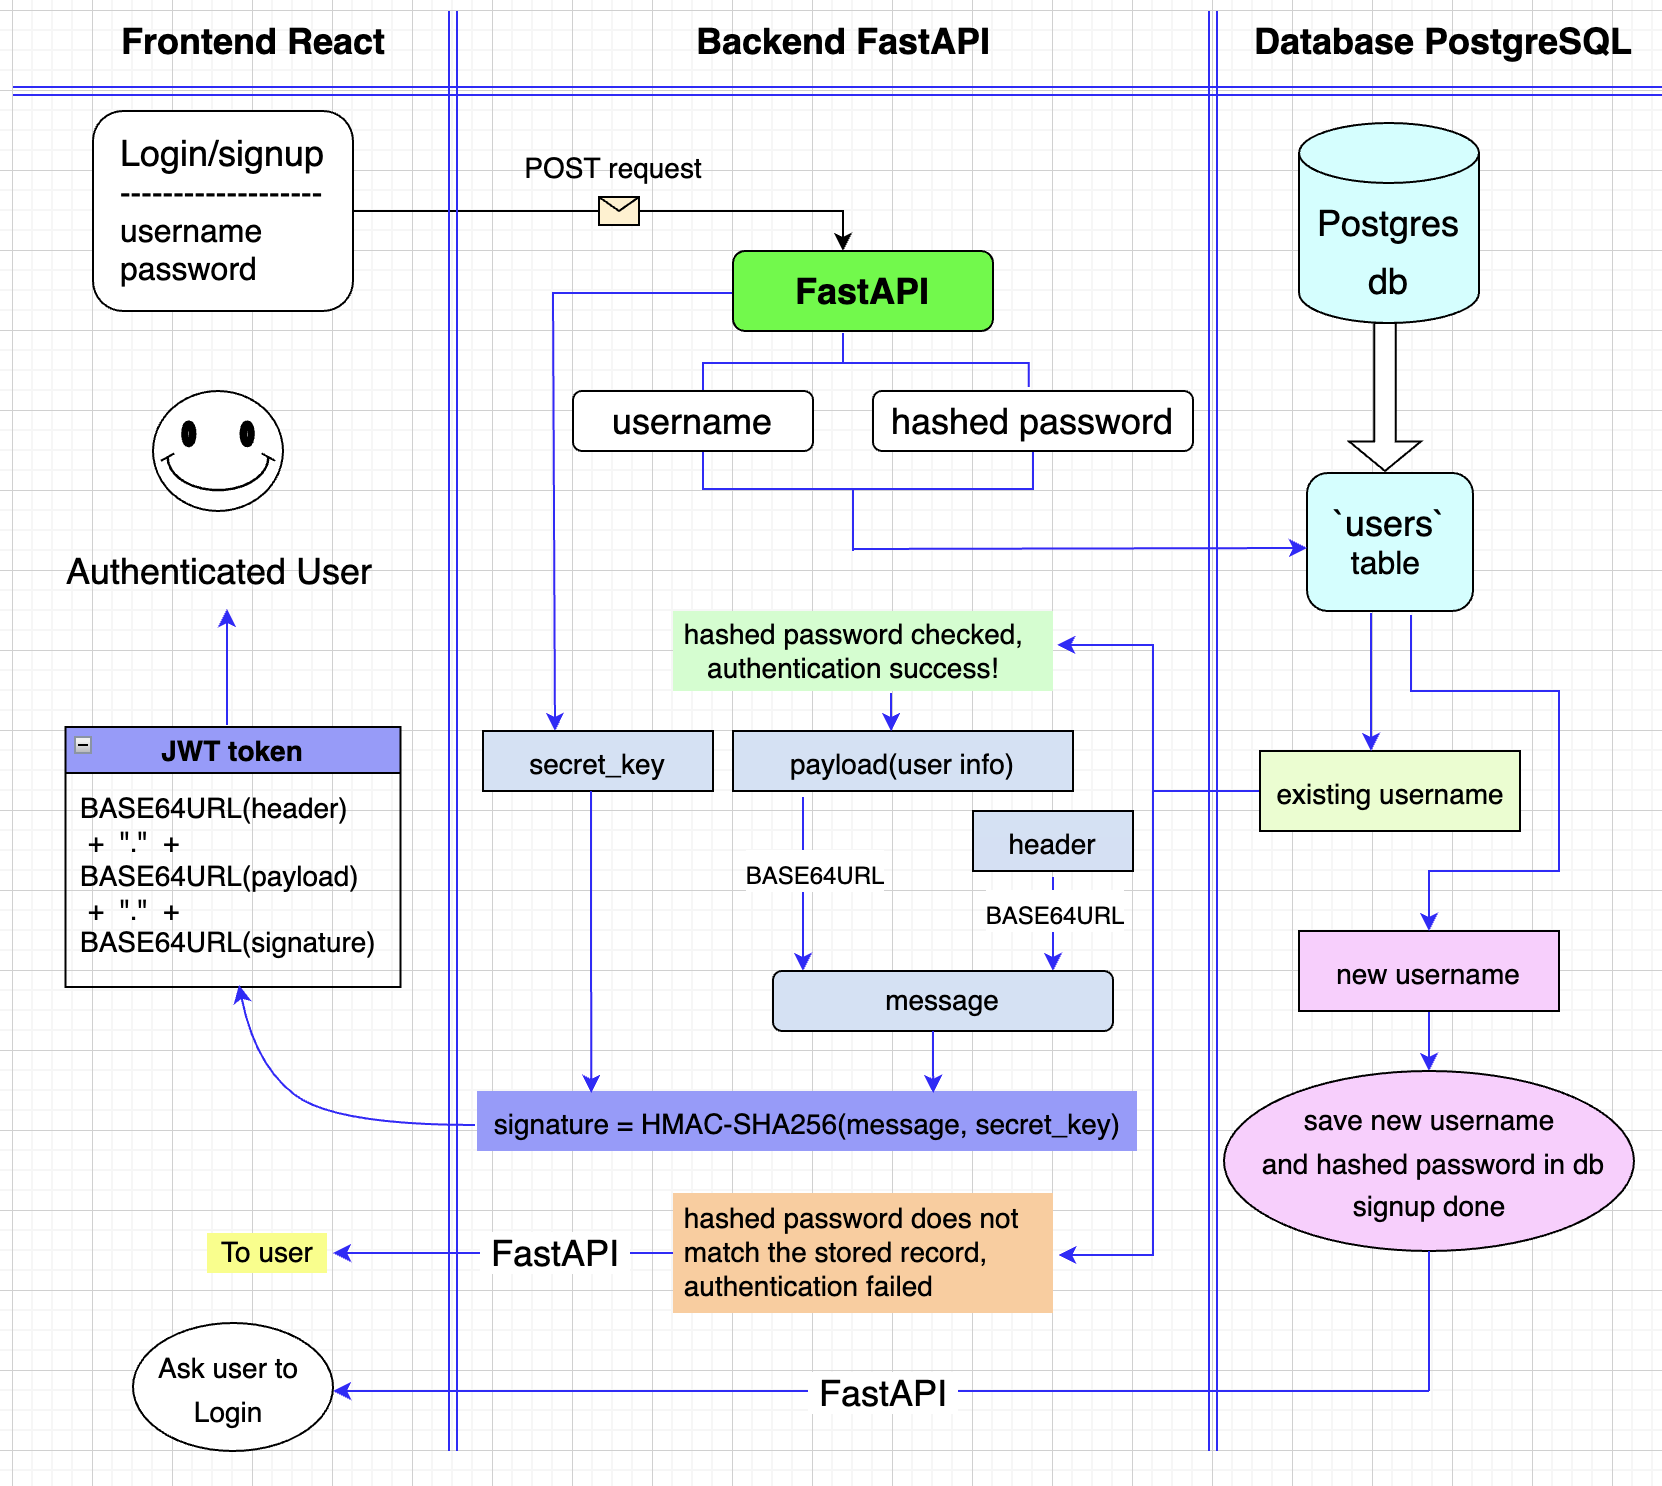 Frontend React
Backend FastAPI
Database PostgreSQL
Login/signup
-------------------
username
password
POST request
FastAPI
username
hashed password
Postgres
db
`users`
table
Authenticated User
hashed password checked,
authentication success!
JWT token
BASE64URL(header)
+ "." +
BASE64URL(payload)
+ "." +
BASE64URL(signature)
secret_key
payload(user info)
header
BASE64URL
BASE64URL
message
signature = HMAC-SHA256(message, secret_key)
existing username
new username
save new username
and hashed password in db
signup done
hashed password does not
match the stored record,
authentication failed
FastAPI
To user
FastAPI
Ask user to
Login